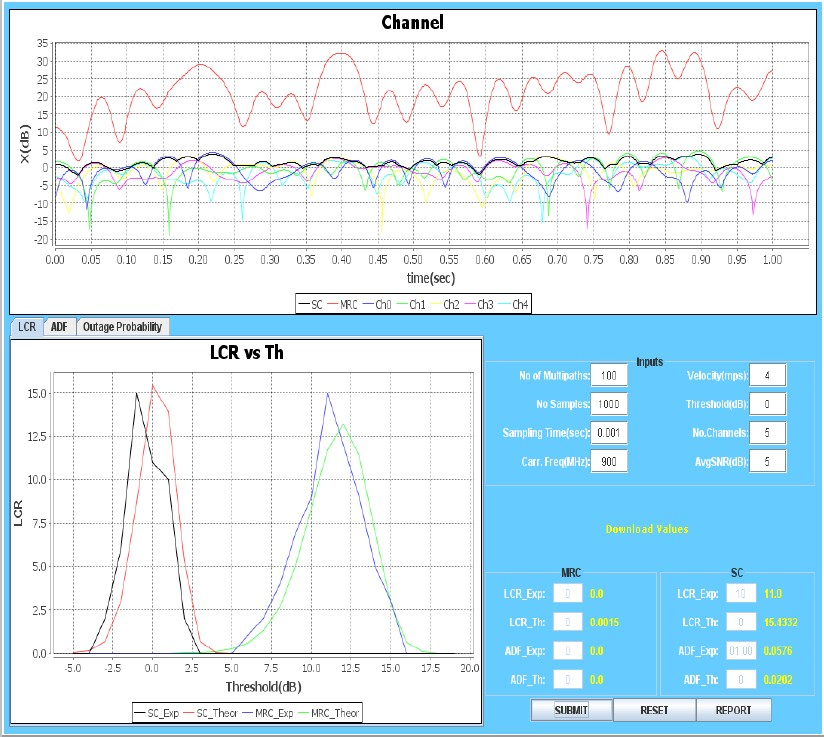 Channel
X(dB)
35
30
25
20
15
10
5
0
-5
-10
-15
-20
0.00 0.05 0.10 0.15 0.20 0.25 0.30 0.35 0.40 0.45 0.50 0.55 0.60 0.65 0.70 0.75 0.80 0.85 0.90 0.95 1.00
time(sec)
SC MRC Ch0 Ch1 Ch2 Ch3 Ch4
LCR ADF Outage Probability
LCR vs Th
LCR
15.0
12.5
10.0
7.5
5.0
2.5
0.0
-5.0 -2.5 0.0 2.5 5.0 7.5 10.0 12.5 15.0 17.5 20.0
Threshold(dB)
SC_Exp SC_Theor MRC_Exp MRC_Theor
Inputs
No of Multipaths: 100 Velocity(mps): 4
No Samples: 1000 Threshold(dB): 0
Sampling Time(sec): 0.001 No.Channels: 5
Carr. Freq(MHz): 900 AvgSNR(dB): 5
Download Values
MRC
LCR_Exp: 0 0.0
LCR_Th: 0 0.0015
ADF_Exp: 0 0.0
ADF_Th: 0 0.0
SC
LCR_Exp: 10 11.0
LCR_Th: 0 15.4332
ADF_Exp: 01.00 0.0576
ADF_Th: 0 0.0202
SUBMIT RESET REPORT